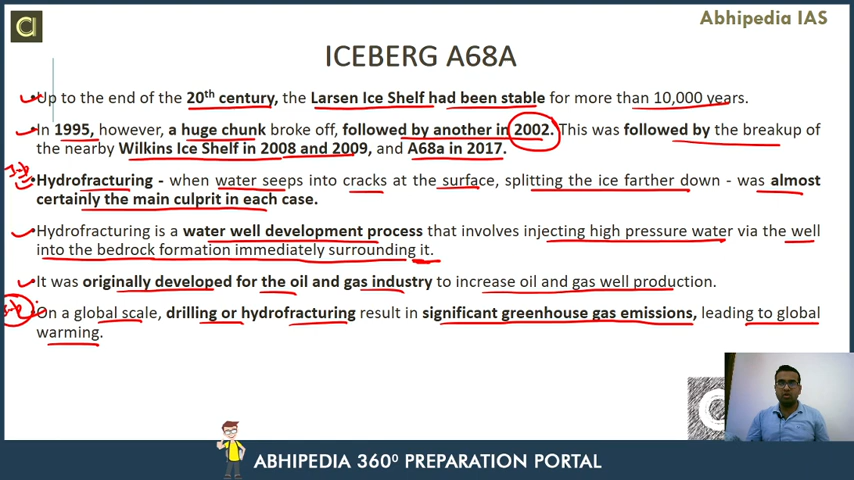 Abhipedia IAS
ICEBERG A68A
•Up to the end of the 20th century, the Larsen Ice Shelf had been stable for more than 10,000 years.
•In 1995, however, a huge chunk broke off, followed by another in 2002. This was followed by the breakup of
the nearby Wilkins Ice Shelf in 2008 and 2009, and A68a in 2017.
•Hydrofracturing - when water seeps into cracks at the surface, splitting the ice farther down - was almost
certainly the main culprit in each case.
•Hydrofracturing is a water well development process that involves injecting high pressure water via the well
into the bedrock formation immediately surrounding it.
•It was originally developed for the oil and gas industry to increase oil and gas well production.
•On a global scale, drilling or hydrofracturing result in significant greenhouse gas emissions, leading to global
warming.
ABHIPEDIA 360⁰ PREPARATION PORTAL